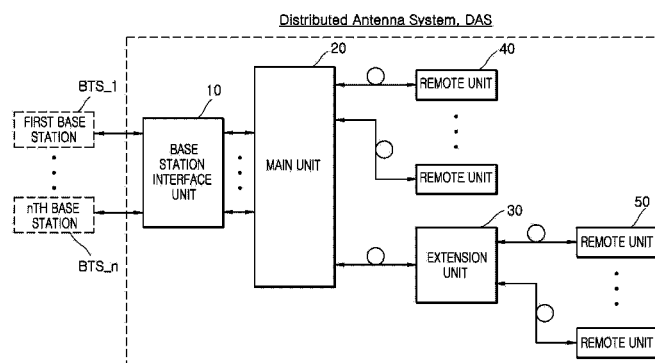 Distributed Antenna System, DAS
20
40
BTS_1
10
REMOTE UNIT
FIRST BASE
STATION
BASE
STATION
INTERFACE
UNIT
MAIN UNIT
REMOTE UNIT
nTH BASE
STATION
30
50
BTS_n
EXTENSION
UNIT
REMOTE UNIT
REMOTE UNIT